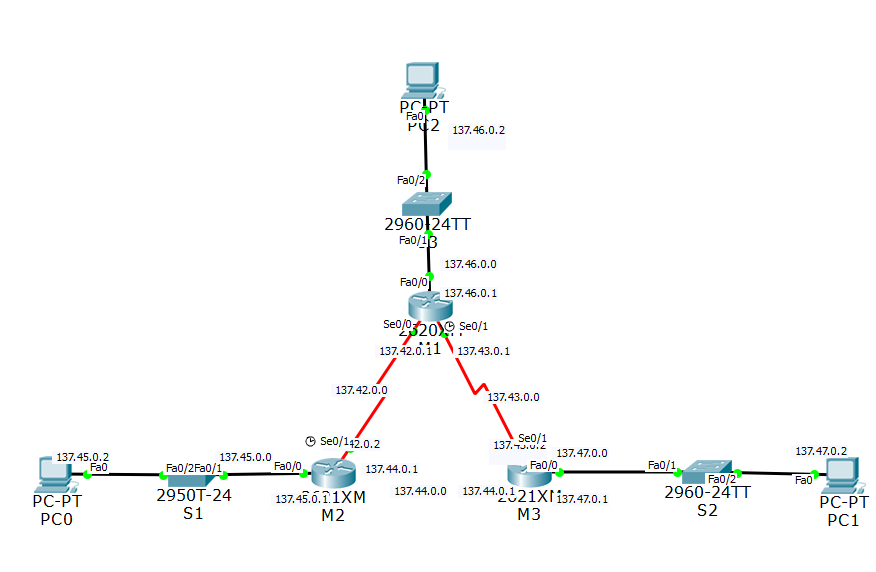 PC-PT
Fa0
PC2
137.46.0.2
Fa0/2
2960-24TT
Fa0/1
137.46.0.0
Fa0/0
137.46.0.1
Se0/0
Se0/1
M1
137.42.0.1
137.43.0.1
137.42.0.0
137.43.0.0
Se0/1
Se0/1
137.45.0.2
137.45.0.0
137.47.0.0
137.47.0.2
Fa0
Fa0/2
Fa0/1
Fa0/0
137.44.0.1
Fa0/0
Fa0/1
Fa0/2
Fa0
137.44.0.0
137.44.0.1
137.47.0.1
PC-PT
PC0
2950T-24
S1
M2
M3
2960-24TT
S2
PC-PT
PC1